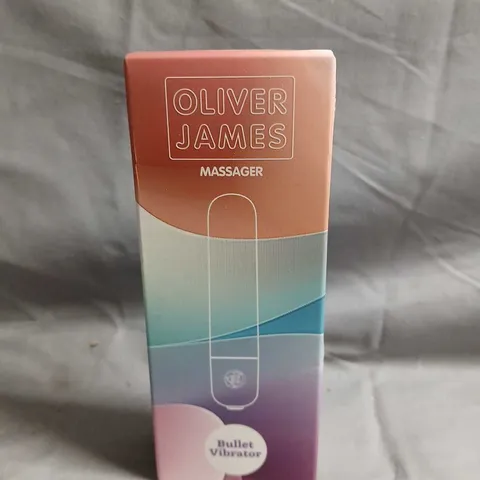 OLIVER
JAMES
MASSAGER
Bullet
Vibrator